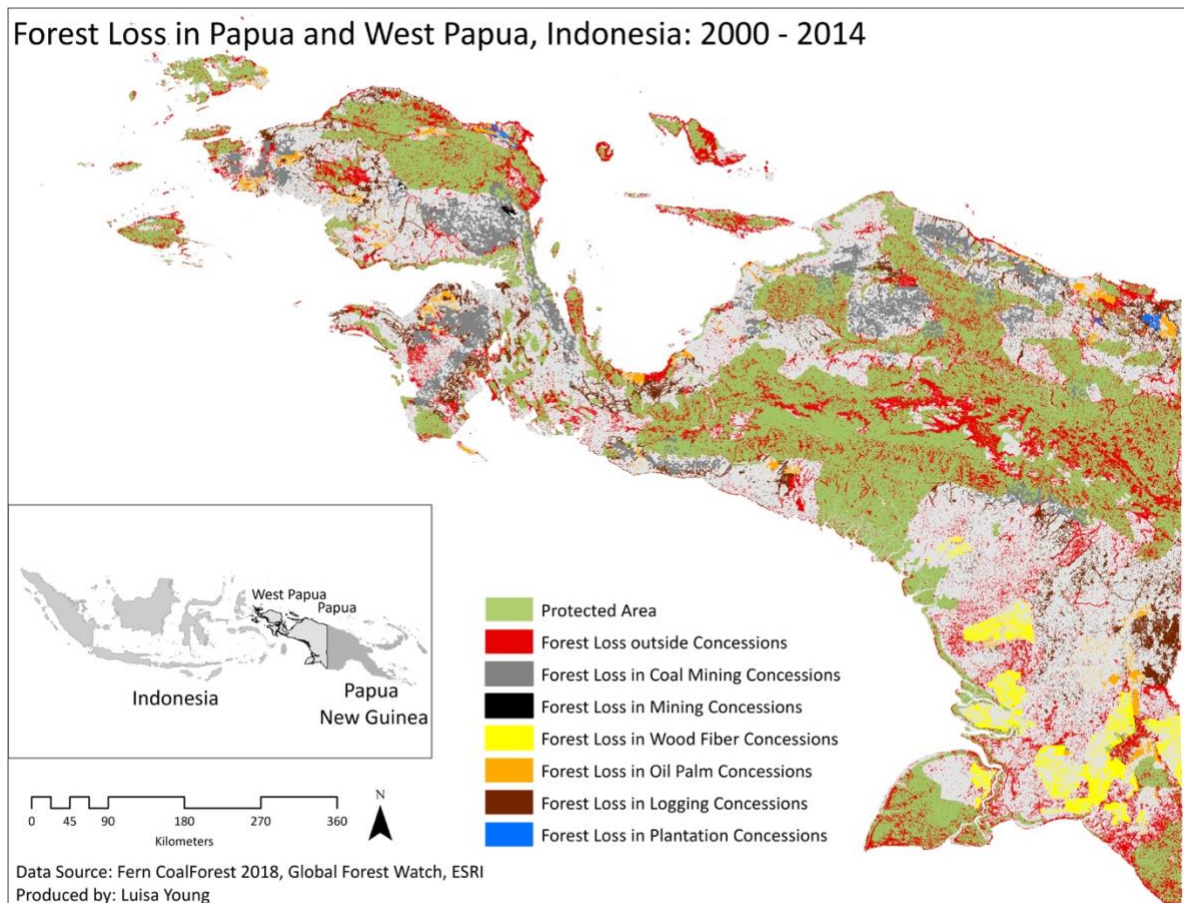 Forest Loss in Papua and West Papua, Indonesia: 2000 - 2014
West Papua
Papua
Indonesia
Papua
New Guinea
Protected Area
Forest Loss outside Concessions
Forest Loss in Coal Mining Concessions
Forest Loss in Mining Concessions
Forest Loss in Wood Fiber Concessions
Forest Loss in Oil Palm Concessions
Forest Loss in Logging Concessions
Forest Loss in Plantation Concessions
N
0 45 90 180 270 360
Kilometers
Data Source: Fern CoalForest 2018, Global Forest Watch, ESRI
Produced by: Luisa Young